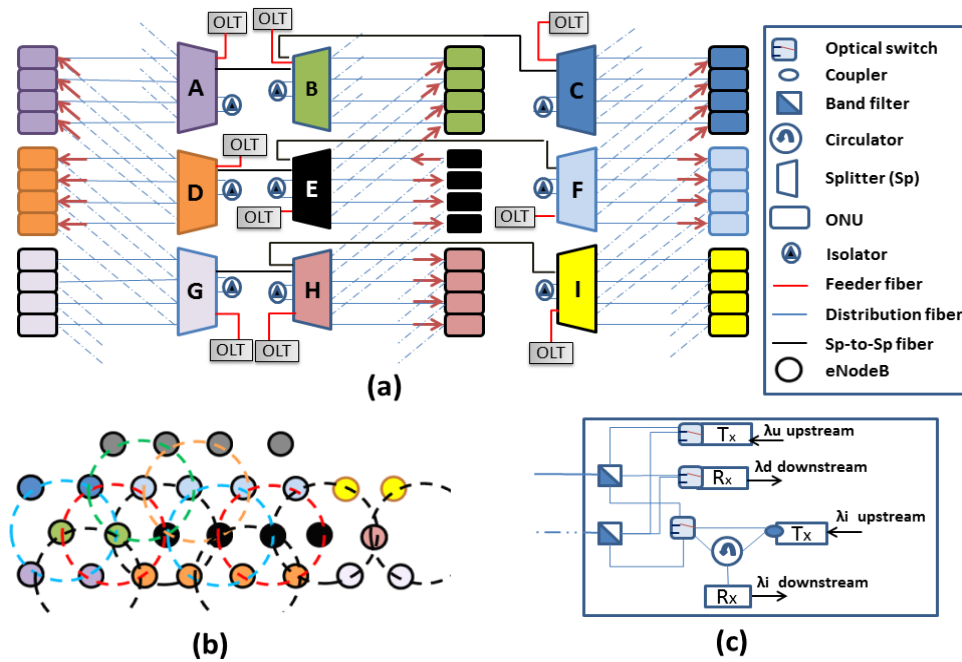 OLT OLT OLT
A B C
Optical switch
Coupler
Band filter
Circulator
Splitter (Sp)
ONU
Isolator
Feeder fiber
Distribution fiber
Sp-to-Sp fiber
eNodeB
OLT
D E F
OLT OLT
G H I
OLT OLT OLT
(a)
Tx λu upstream
Rx λd downstream
Tx λi upstream
Rx λi downstream
(b) (c)